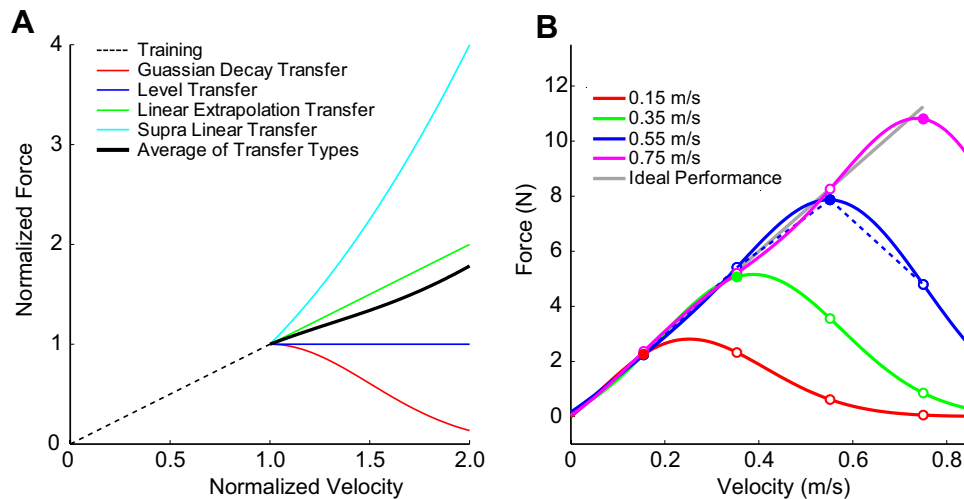 A
4
3
2
1
0
0
0.5
1.0
1.5
2.0
Normalized Force
Normalized Velocity
Training
Guassian Decay Transfer
Level Transfer
Linear Extrapolation Transfer
Supra Linear Transfer
Average of Transfer Types
B
12
10
8
6
4
2
0
0
0.2
0.4
0.6
0.8
Force (N)
Velocity (m/s)
0.15 m/s
0.35 m/s
0.55 m/s
0.75 m/s
Ideal Performance